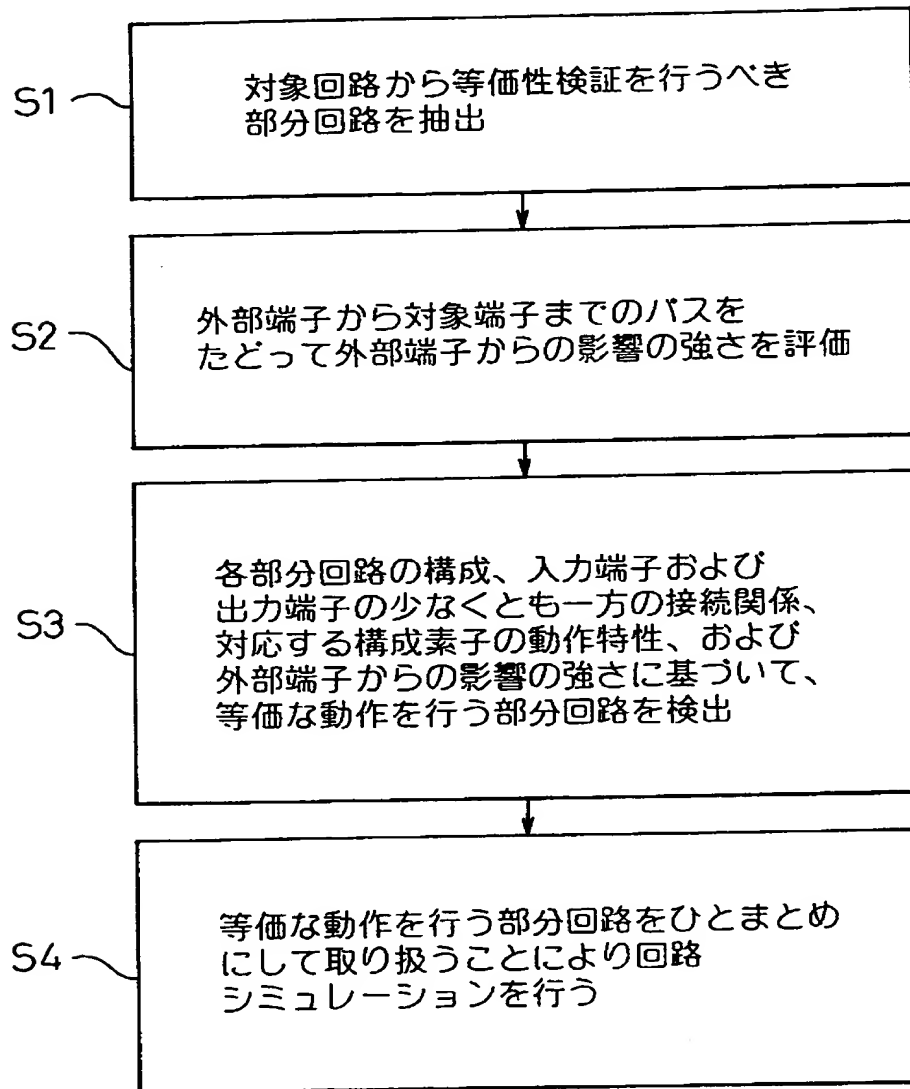 S1
対象回路から等価性検証を行うべき
部分回路を抽出
S2
外部端子から対象端子までのパスを
たどって外部端子からの影響の強さを評価
S3
各部分回路の構成、入力端子および
出力端子の少なくとも一方の接続関係、
対応する構成素子の動作特性、および
外部端子からの影響の強さに基づいて、
等価な動作を行う部分回路を検出
S4
等価な動作を行う部分回路をひとまとめ
にして取り扱うことにより回路
シミュレーションを行う